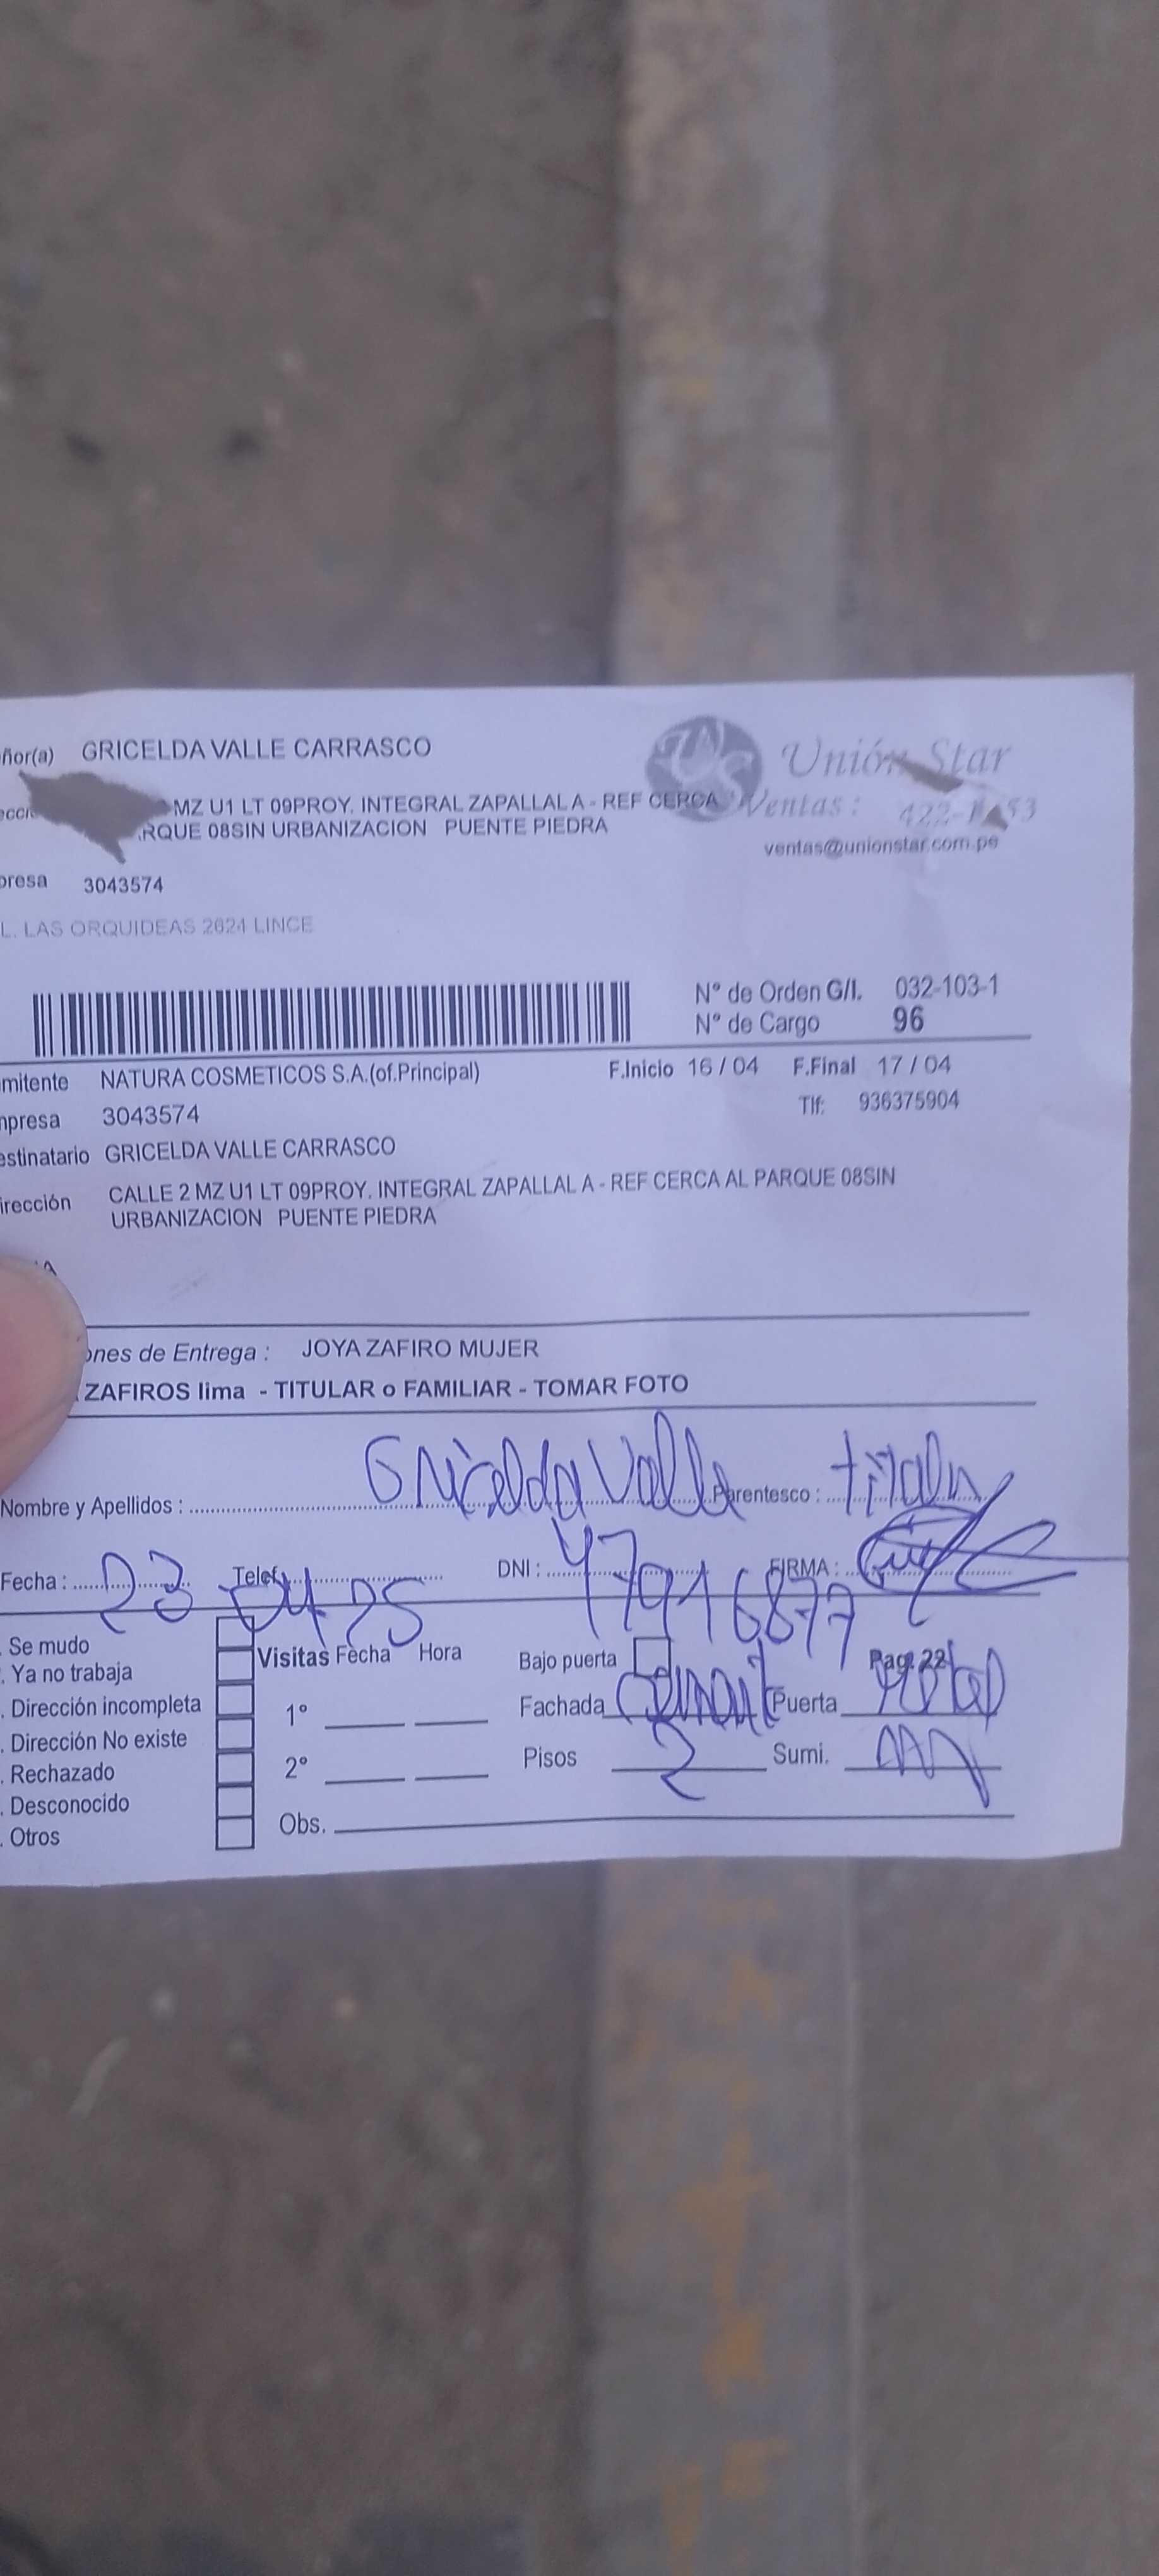 ñor(a) GRICELDA VALLE CARRASCO
Unión Star
MZ U1 LT 09PROY. INTEGRAL ZAPALLAL A - REF CERCA
Ventas :
RQUE 08SIN URBANIZACION PUENTE PIEDRA
ventas@unionstar.com.pe
presa 3043574
L. LAS ORQUIDEAS 2624 LINCE
N° de Orden G/I. 032-103-1
N° de Cargo 96
mitente NATURA COSMETICOS S.A.(of.Principal) F.Inicio 16 / 04 F.Final 17 / 04
mpresa 3043574 Tlf: 936375904
estinatario GRICELDA VALLE CARRASCO
irección CALLE 2 MZ U1 LT 09PROY. INTEGRAL ZAPALLAL A - REF CERCA AL PARQUE 08SIN
URBANIZACION PUENTE PIEDRA
ones de Entrega : JOYA ZAFIRO MUJER
ZAFIROS lima - TITULAR o FAMILIAR - TOMAR FOTO
Nombre y Apellidos : Gricelda Valle Parentesco : titular
Fecha : 23 04 25 Telef. DNI : 47916877 FIRMA :
. Se mudo
. Ya no trabaja Visitas Fecha Hora Bajo puerta Pag. 22
. Dirección incompleta 1° Fachada Puerta
. Dirección No existe
. Rechazado 2° Pisos 2 Sumi.
. Desconocido
. Otros Obs.